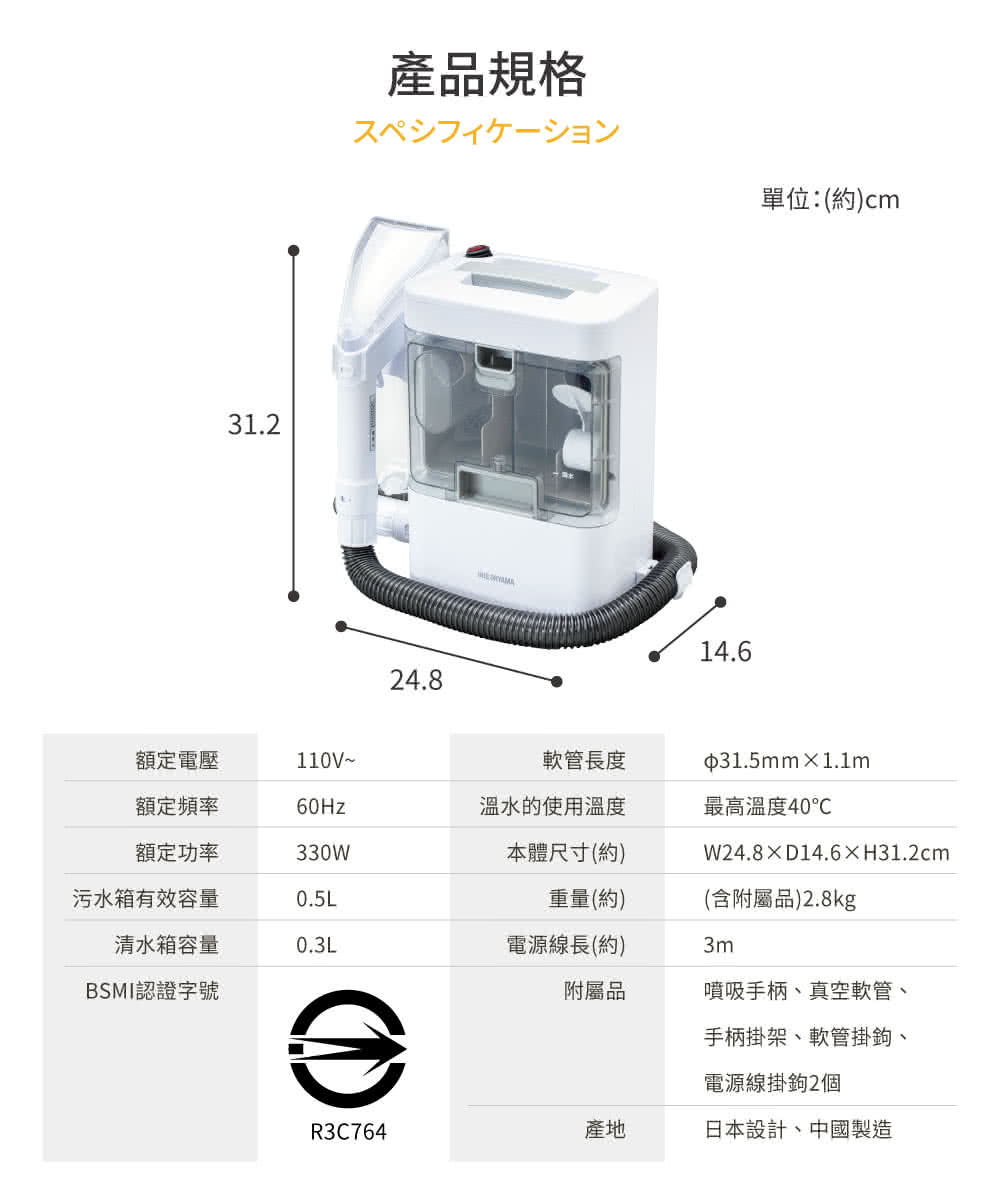 產品規格
スペシフィケーション
單位:(約)cm
31.2
IRIS OHYAMA
24.8
14.6
額定電壓 110V~ 軟管長度 φ31.5mm×1.1m
額定頻率 60Hz 溫水的使用溫度 最高溫度40℃
額定功率 330W 本體尺寸(約) W24.8×D14.6×H31.2cm
污水箱有效容量 0.5L 重量(約) (含附屬品)2.8kg
清水箱容量 0.3L 電源線長(約) 3m
BSMI認證字號 附屬品 噴吸手柄、真空軟管、
手柄掛架、軟管掛鉤、
電源線掛鉤2個
R3C764 產地 日本設計、中國製造